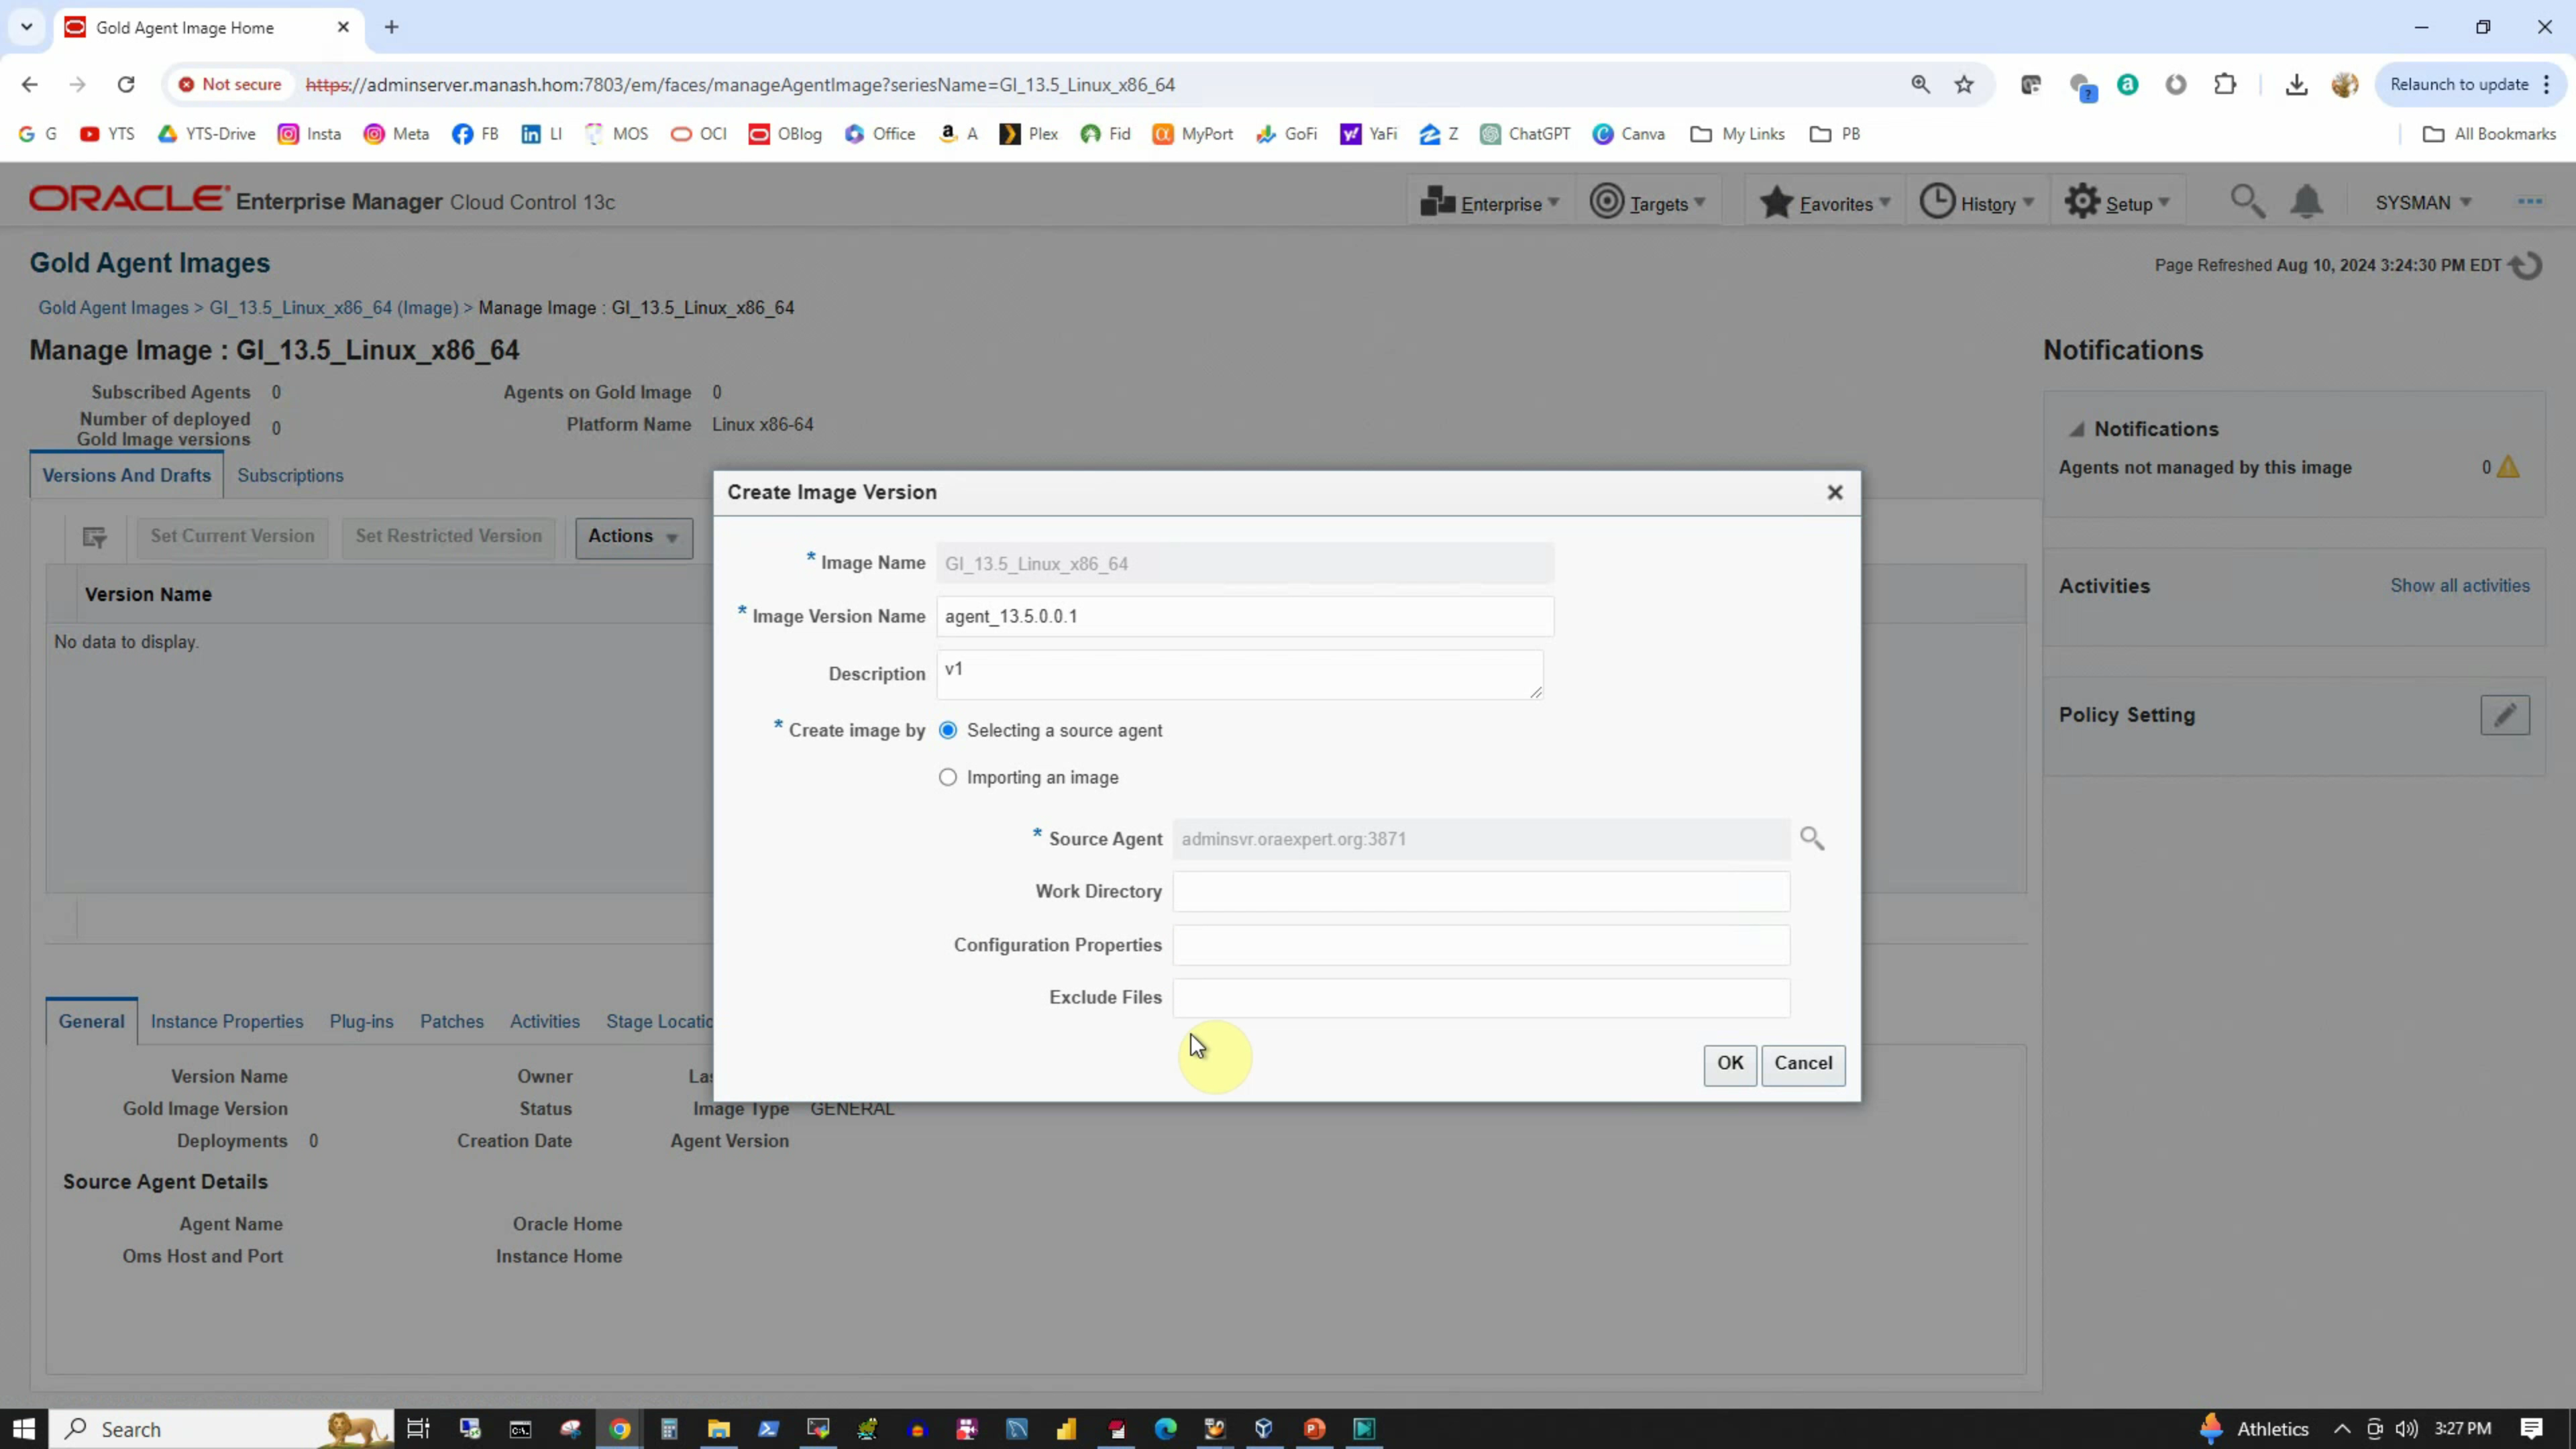 Gold Agent Image Home
Not secure
https://adminserver.manash.hom:7803/em/faces/manageAgentImage?seriesName=GI_13.5_Linux_x86_64
Relaunch to update
G YTS YTS-Drive Insta Meta FB LI MOS OCI OBlog Office A Plex Fid MyPort GoFi YaFi Z ChatGPT Canva My Links PB All Bookmarks
ORACLE Enterprise Manager Cloud Control 13c
Enterprise Targets Favorites History Setup SYSMAN
Gold Agent Images
Page Refreshed Aug 10, 2024 3:24:30 PM EDT
Gold Agent Images > GI_13.5_Linux_x86_64 (Image) > Manage Image : GI_13.5_Linux_x86_64
Manage Image : GI_13.5_Linux_x86_64
Subscribed Agents 0 Agents on Gold Image 0
Number of deployed
Gold Image versions 0
Platform Name Linux x86-64
Versions And Drafts Subscriptions
Set Current Version Set Restricted Version Actions
Version Name
No data to display.
Notifications
Notifications
Agents not managed by this image 0
Activities Show all activities
Policy Setting
Create Image Version
* Image Name GI_13.5_Linux_x86_64
* Image Version Name agent_13.5.0.0.1
Description v1
* Create image by Selecting a source agent
Importing an image
* Source Agent adminsvr.oraexpert.org:3871
Work Directory
Configuration Properties
Exclude Files
OK Cancel
General Instance Properties Plug-ins Patches Activities Stage Locatio
Version Name Owner Las
Gold Image Version Status Image Type GENERAL
Deployments 0 Creation Date Agent Version
Source Agent Details
Agent Name Oracle Home
Oms Host and Port Instance Home
Search
Athletics 3:27 PM